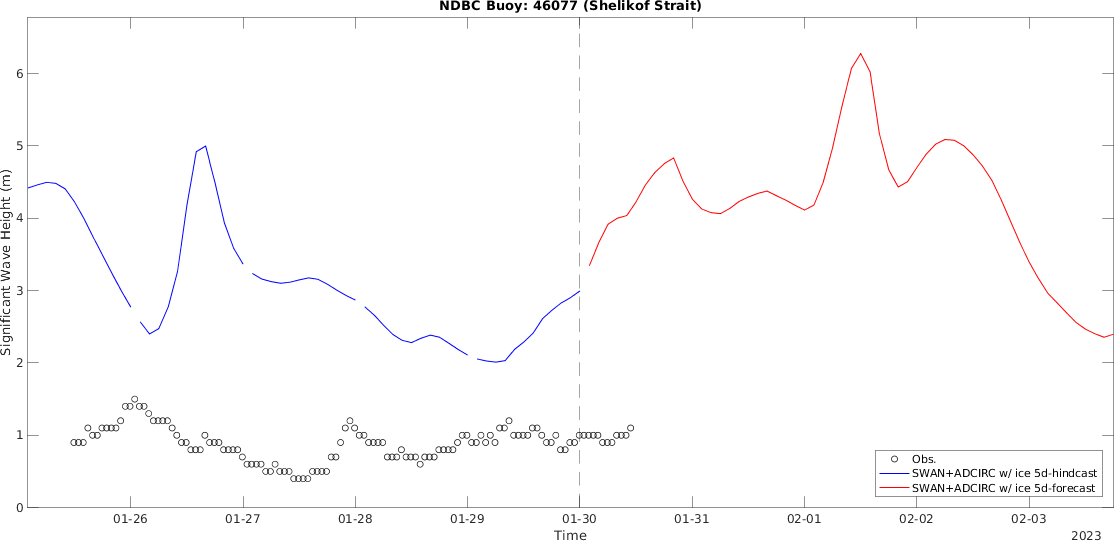 NDBC Buoy: 46077 (Shelikof Strait)
Significant Wave Height (m)
6
5
4
3
2
1
0
Obs.
SWAN+ADCIRC w/ ice 5d-hindcast
SWAN+ADCIRC w/ ice 5d-forecast
01-26 01-27 01-28 01-29 01-30 01-31 02-01 02-02 02-03
Time
2023